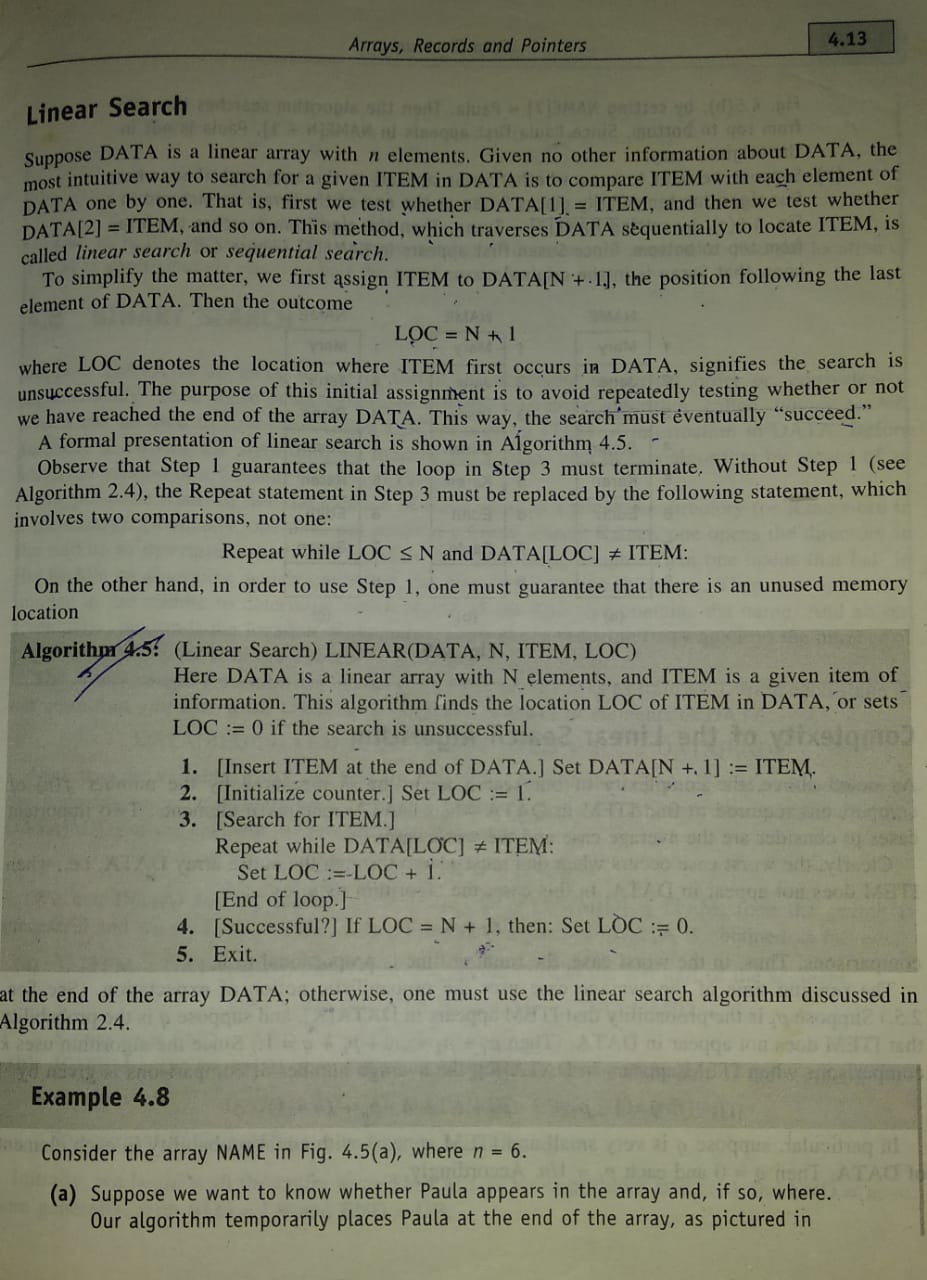 Arrays, Records and Pointers
4.13
Linear Search
Suppose DATA is a linear array with n elements. Given no other information about DATA, the
most intuitive way to search for a given ITEM in DATA is to compare ITEM with each element of
DATA one by one. That is, first we test whether DATA[1] = ITEM, and then we test whether
DATA[2] = ITEM, and so on. This method, which traverses DATA sequentially to locate ITEM, is
called linear search or sequential search.
To simplify the matter, we first assign ITEM to DATA[N + 1], the position following the last
element of DATA. Then the outcome
LOC = N + 1
where LOC denotes the location where ITEM first occurs in DATA, signifies the search is
unsuccessful. The purpose of this initial assignment is to avoid repeatedly testing whether or not
we have reached the end of the array DATA. This way, the search must eventually “succeed.”
A formal presentation of linear search is shown in Algorithm 4.5.
Observe that Step 1 guarantees that the loop in Step 3 must terminate. Without Step 1 (see
Algorithm 2.4), the Repeat statement in Step 3 must be replaced by the following statement, which
involves two comparisons, not one:
Repeat while LOC ≤ N and DATA[LOC] ≠ ITEM:
On the other hand, in order to use Step 1, one must guarantee that there is an unused memory
location
Algorithm 4.5: (Linear Search) LINEAR(DATA, N, ITEM, LOC)
Here DATA is a linear array with N elements, and ITEM is a given item of
information. This algorithm finds the location LOC of ITEM in DATA, or sets
LOC := 0 if the search is unsuccessful.
1. [Insert ITEM at the end of DATA.] Set DATA[N + 1] := ITEM.
2. [Initialize counter.] Set LOC := 1.
3. [Search for ITEM.]
Repeat while DATA[LOC] ≠ ITEM:
Set LOC := LOC + 1.
[End of loop.]
4. [Successful?] If LOC = N + 1, then: Set LOC := 0.
5. Exit.
at the end of the array DATA; otherwise, one must use the linear search algorithm discussed in
Algorithm 2.4.
Example 4.8
Consider the array NAME in Fig. 4.5(a), where n = 6.
(a) Suppose we want to know whether Paula appears in the array and, if so, where.
Our algorithm temporarily places Paula at the end of the array, as pictured in